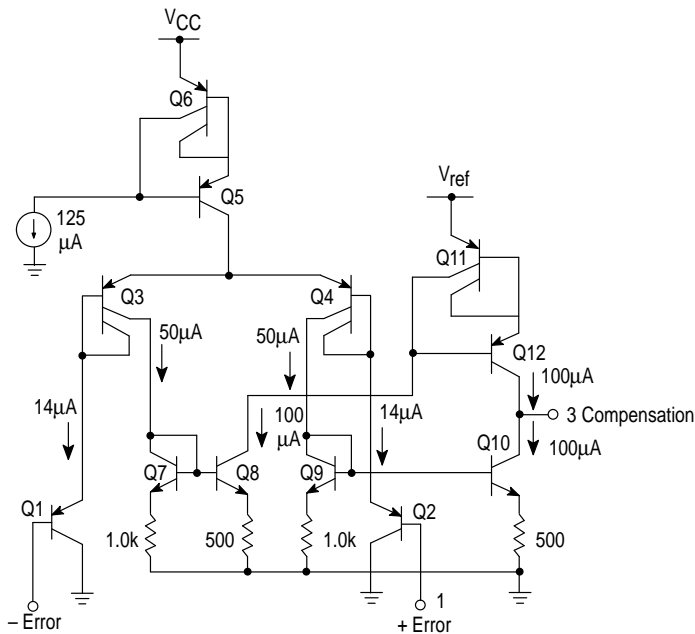 VCC
Q6
Q5
125
μA
Vref
Q11
Q3
Q4
Q12
50μA
50μA
100μA
3 Compensation
100μA
14μA
100
μA
14μA
Q10
Q7
Q8
Q9
Q1
Q2
1.0k
500
1.0k
500
– Error
1
+ Error